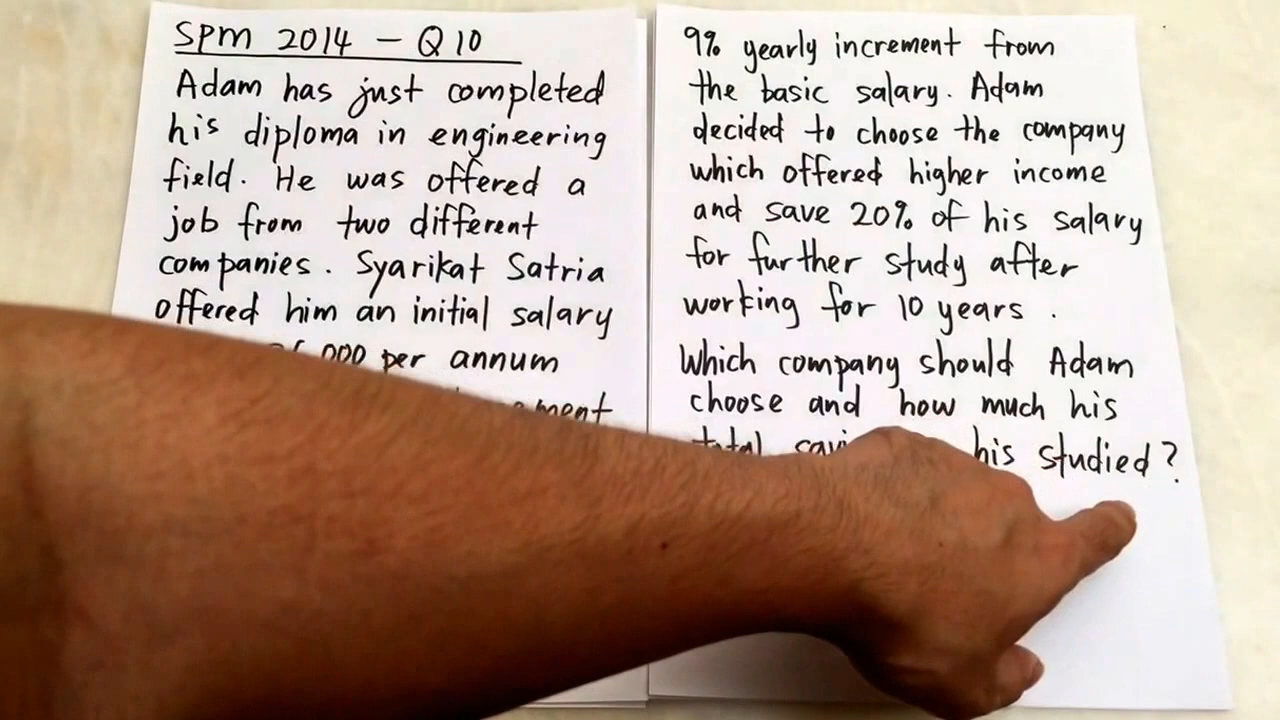 SPM 2014 – Q10
Adam has just completed
his diploma in engineering
field. He was offered a
job from two different
companies. Syarikat Satria
offered him an initial salary
000 per annum
9% yearly increment from
the basic salary. Adam
decided to choose the company
which offered higher income
and save 20% of his salary
for further study after
working for 10 years.
Which company should Adam
choose and how much his
total his studied?